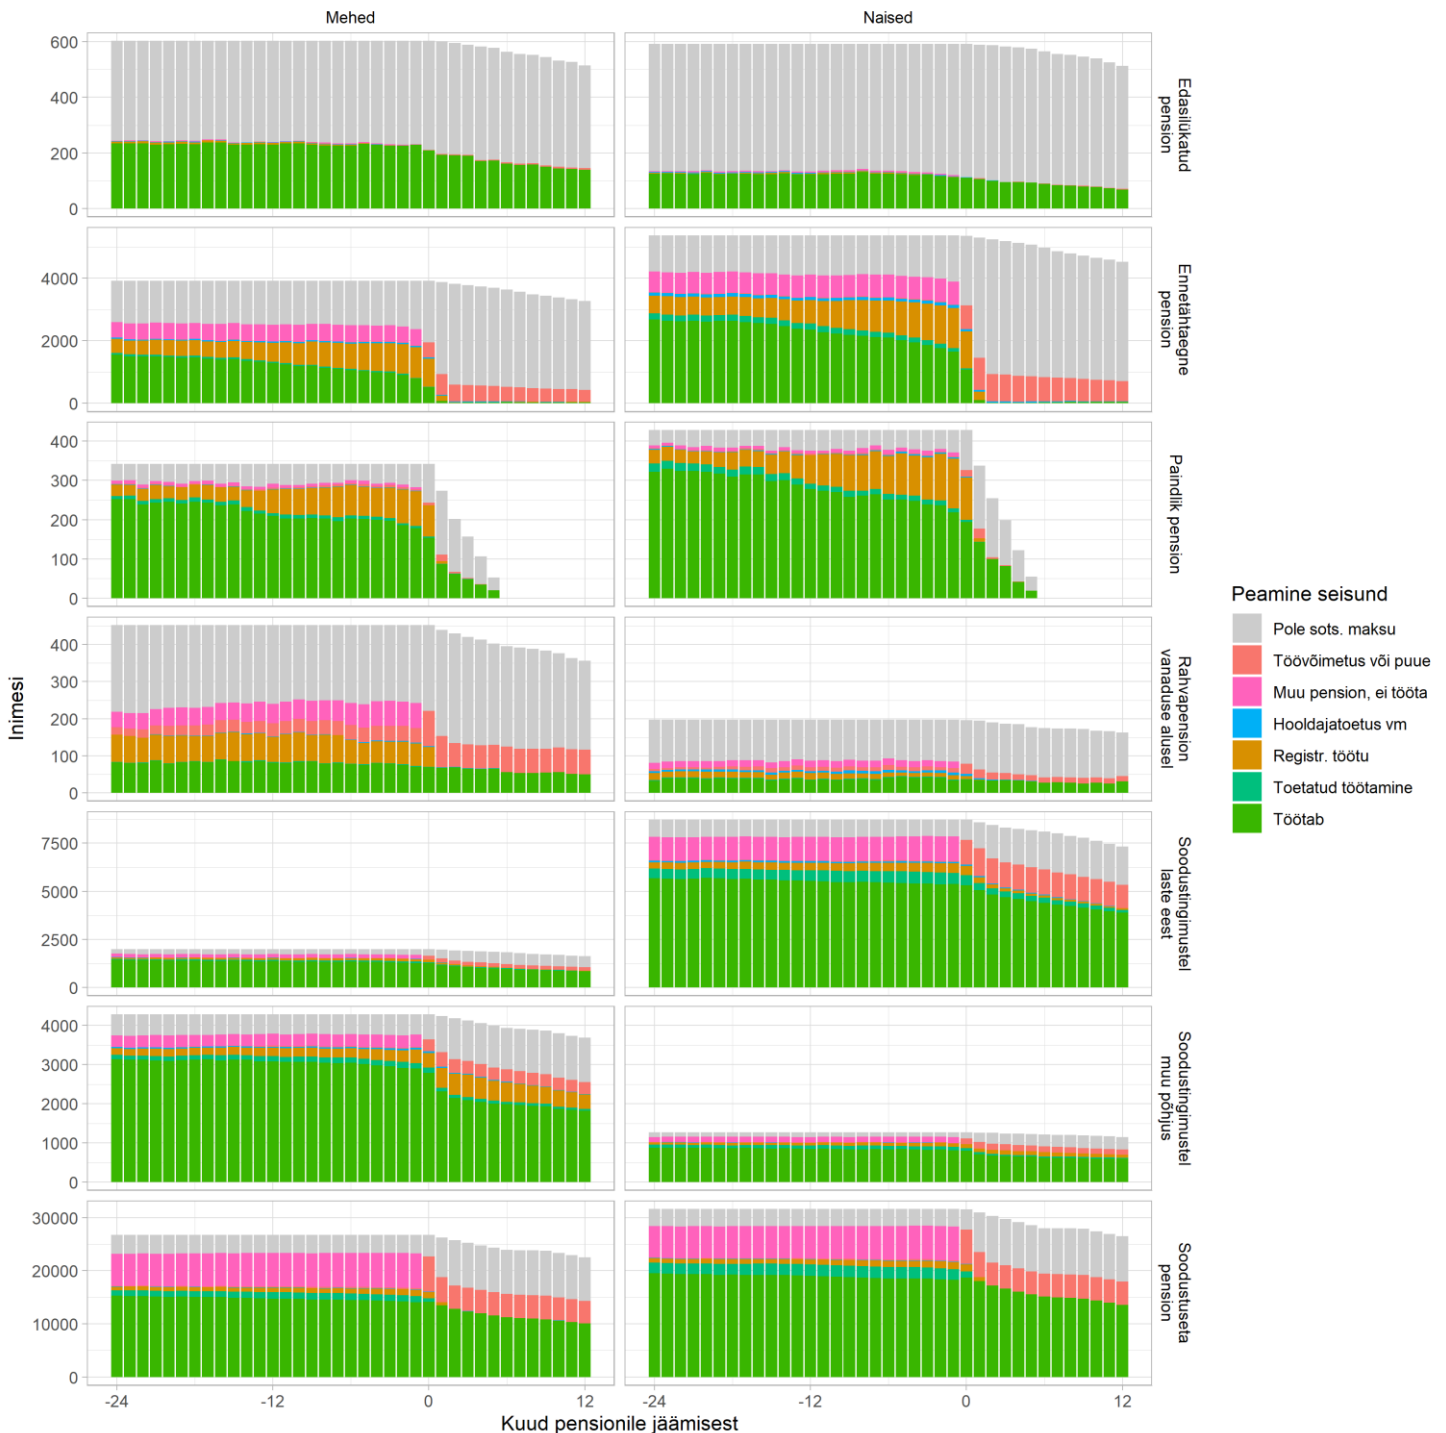 Mehed
Naised
600
400
200
0
Edasilükatud
pension
4000
2000
0
Ennetähtaegne
pension
400
300
200
100
0
Paindlik pension
400
300
200
100
0
Rahvapension
vanaduse alusel
7500
5000
2500
0
Soodustingimustel
laste eest
4000
3000
2000
1000
0
Soodustingimustel
muu põhjus
30000
20000
10000
0
Soodustuseta
pension
-24
-12
0
12
-24
-12
0
12
Kuud pensionile jäämisest
Inimesi
Peamine seisund
Pole sots. maksu
Töövõimetus või puue
Muu pension, ei tööta
Hooldajatoetus vm
Registr. töötu
Toetatud töötamine
Töötab